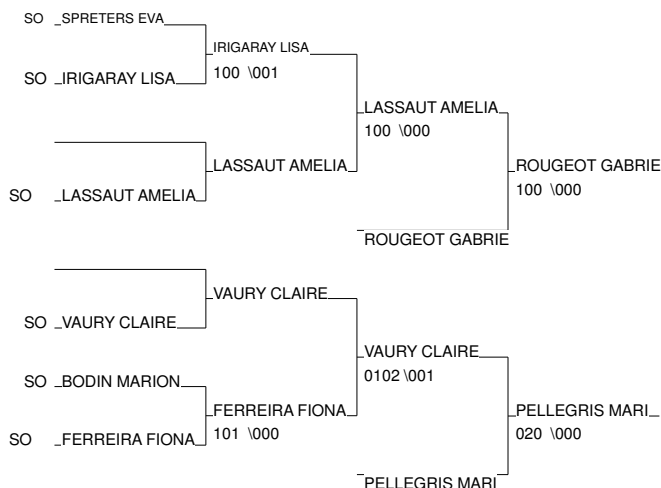 SO SPRETERS EVA
IRIGARAY LISA
100 \001
SO IRIGARAY LISA
LASSAUT AMELIA
100 \000
LASSAUT AMELIA
ROUGEOT GABRIE
100 \000
SO LASSAUT AMELIA
ROUGEOT GABRIE
VAURY CLAIRE
SO VAURY CLAIRE
VAURY CLAIRE
0102 \001
SO BODIN MARION
FERREIRA FIONA
101 \000
PELLEGRIS MARI
020 \000
SO FERREIRA FIONA
PELLEGRIS MARI